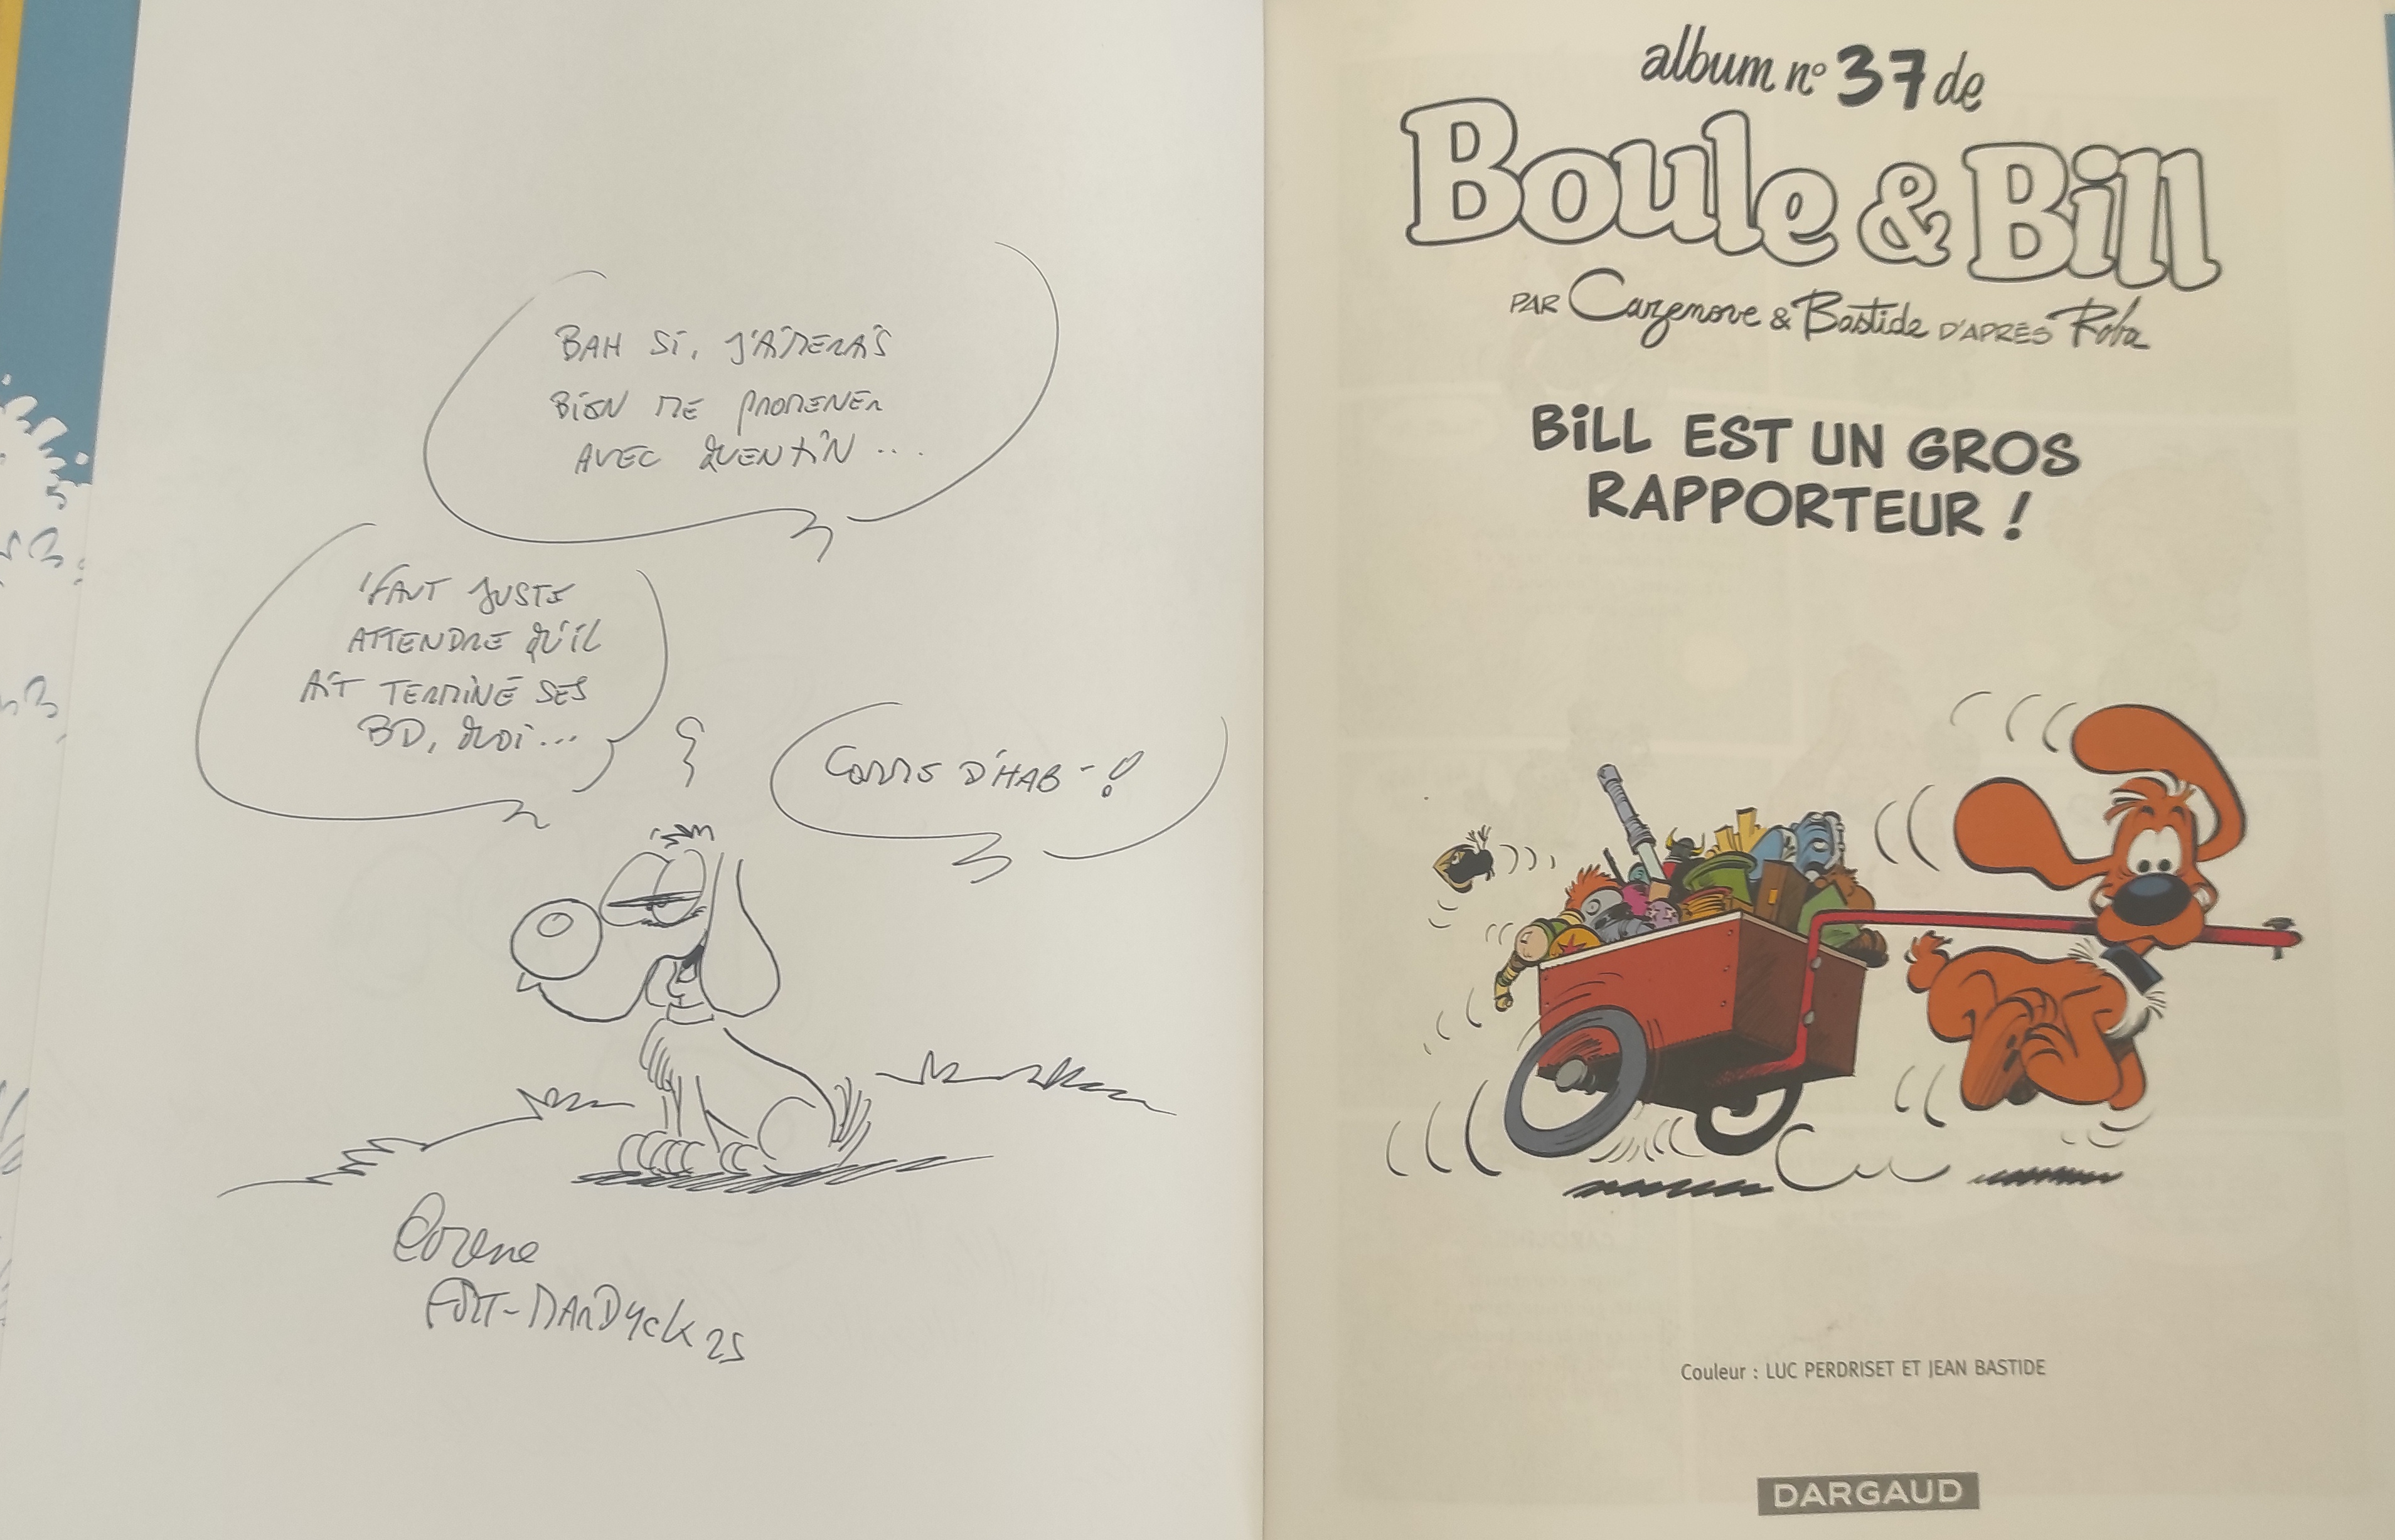 BAH SI, J'AIMERAIS
BIEN ME PROMENER
AVEC QUENTIN ...
'FAUT JUSTE
ATTENDRE QU'IL
AIT TERMINÉ SES
BD, QUOI...
COMME D'HAB - !
FORT-MARDYCK 25
album n° 37 de
Boule & Bill
PAR Cazenove & Bastide D'APRÈS Roba
BILL EST UN GROS
RAPPORTEUR !
Couleur : LUC PERDRISET ET JEAN BASTIDE
DARGAUD